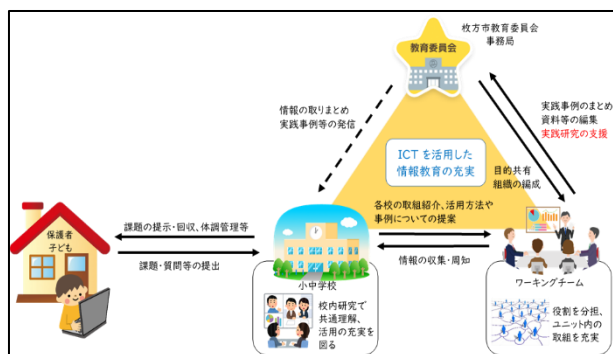 枚方市教育委員会
事務局
教育委員会
情報の取りまとめ
実践事例等の発信
実践事例のまとめ
資料等の編集
実践研究の支援
ICTを活用した
情報教育の充実
目的共有
組織の編成
各校の取組紹介、活用方法や
事例についての提案
課題の提示・回収、体調管理等
保護者
子ども
課題・質問等の提出
情報の収集・周知
小中学校
ワーキングチーム
校内研究で
共通理解、
活用の充実を
図る
役割を分担、
ユニット内の
取組を充実